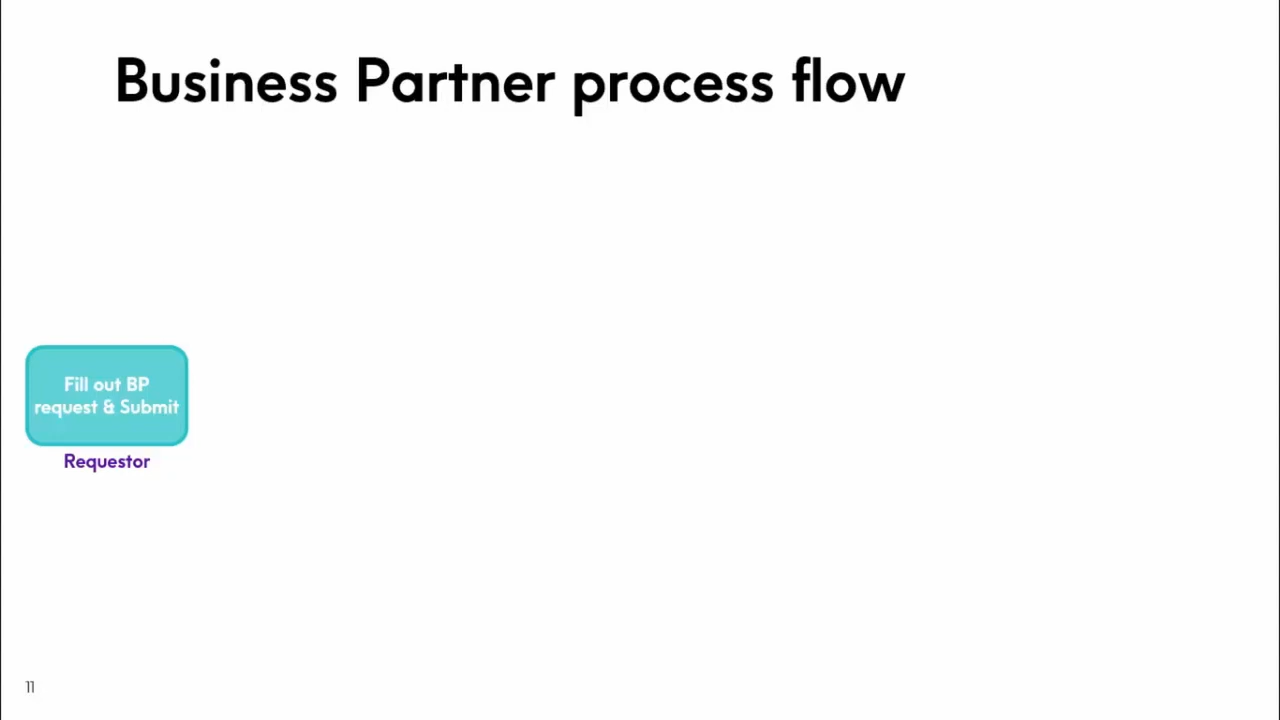 Business Partner process flow
Fill out BP
request & Submit
Requestor
11